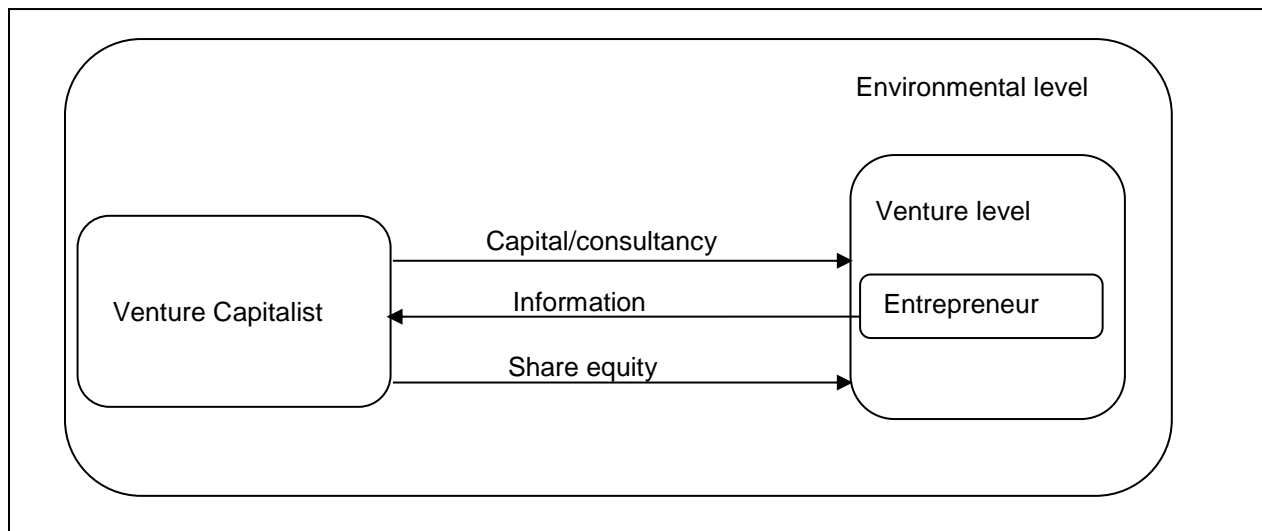 Environmental level
Venture level
Capital/consultancy
Venture Capitalist
Information
Entrepreneur
Share equity